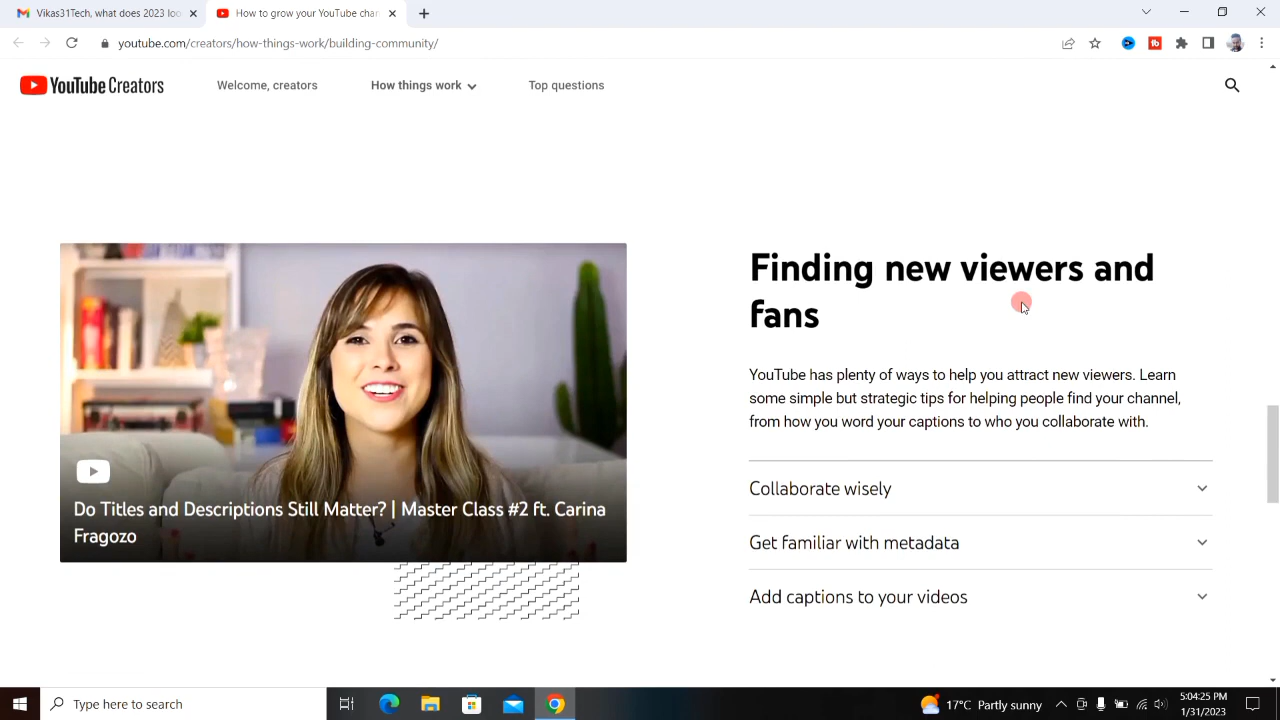 Vikas31Tech, what does 2023 loo
How to grow your YouTube chan
youtube.com/creators/how-things-work/building-community/
YouTube Creators
Welcome, creators
How things work
Top questions
Finding new viewers and
fans
YouTube has plenty of ways to help you attract new viewers. Learn
some simple but strategic tips for helping people find your channel,
from how you word your captions to who you collaborate with.
Do Titles and Descriptions Still Matter? | Master Class #2 ft. Carina
Fragozo
Collaborate wisely
Get familiar with metadata
Add captions to your videos
Type here to search
17°C Partly sunny
5:04:25 PM
1/31/2023